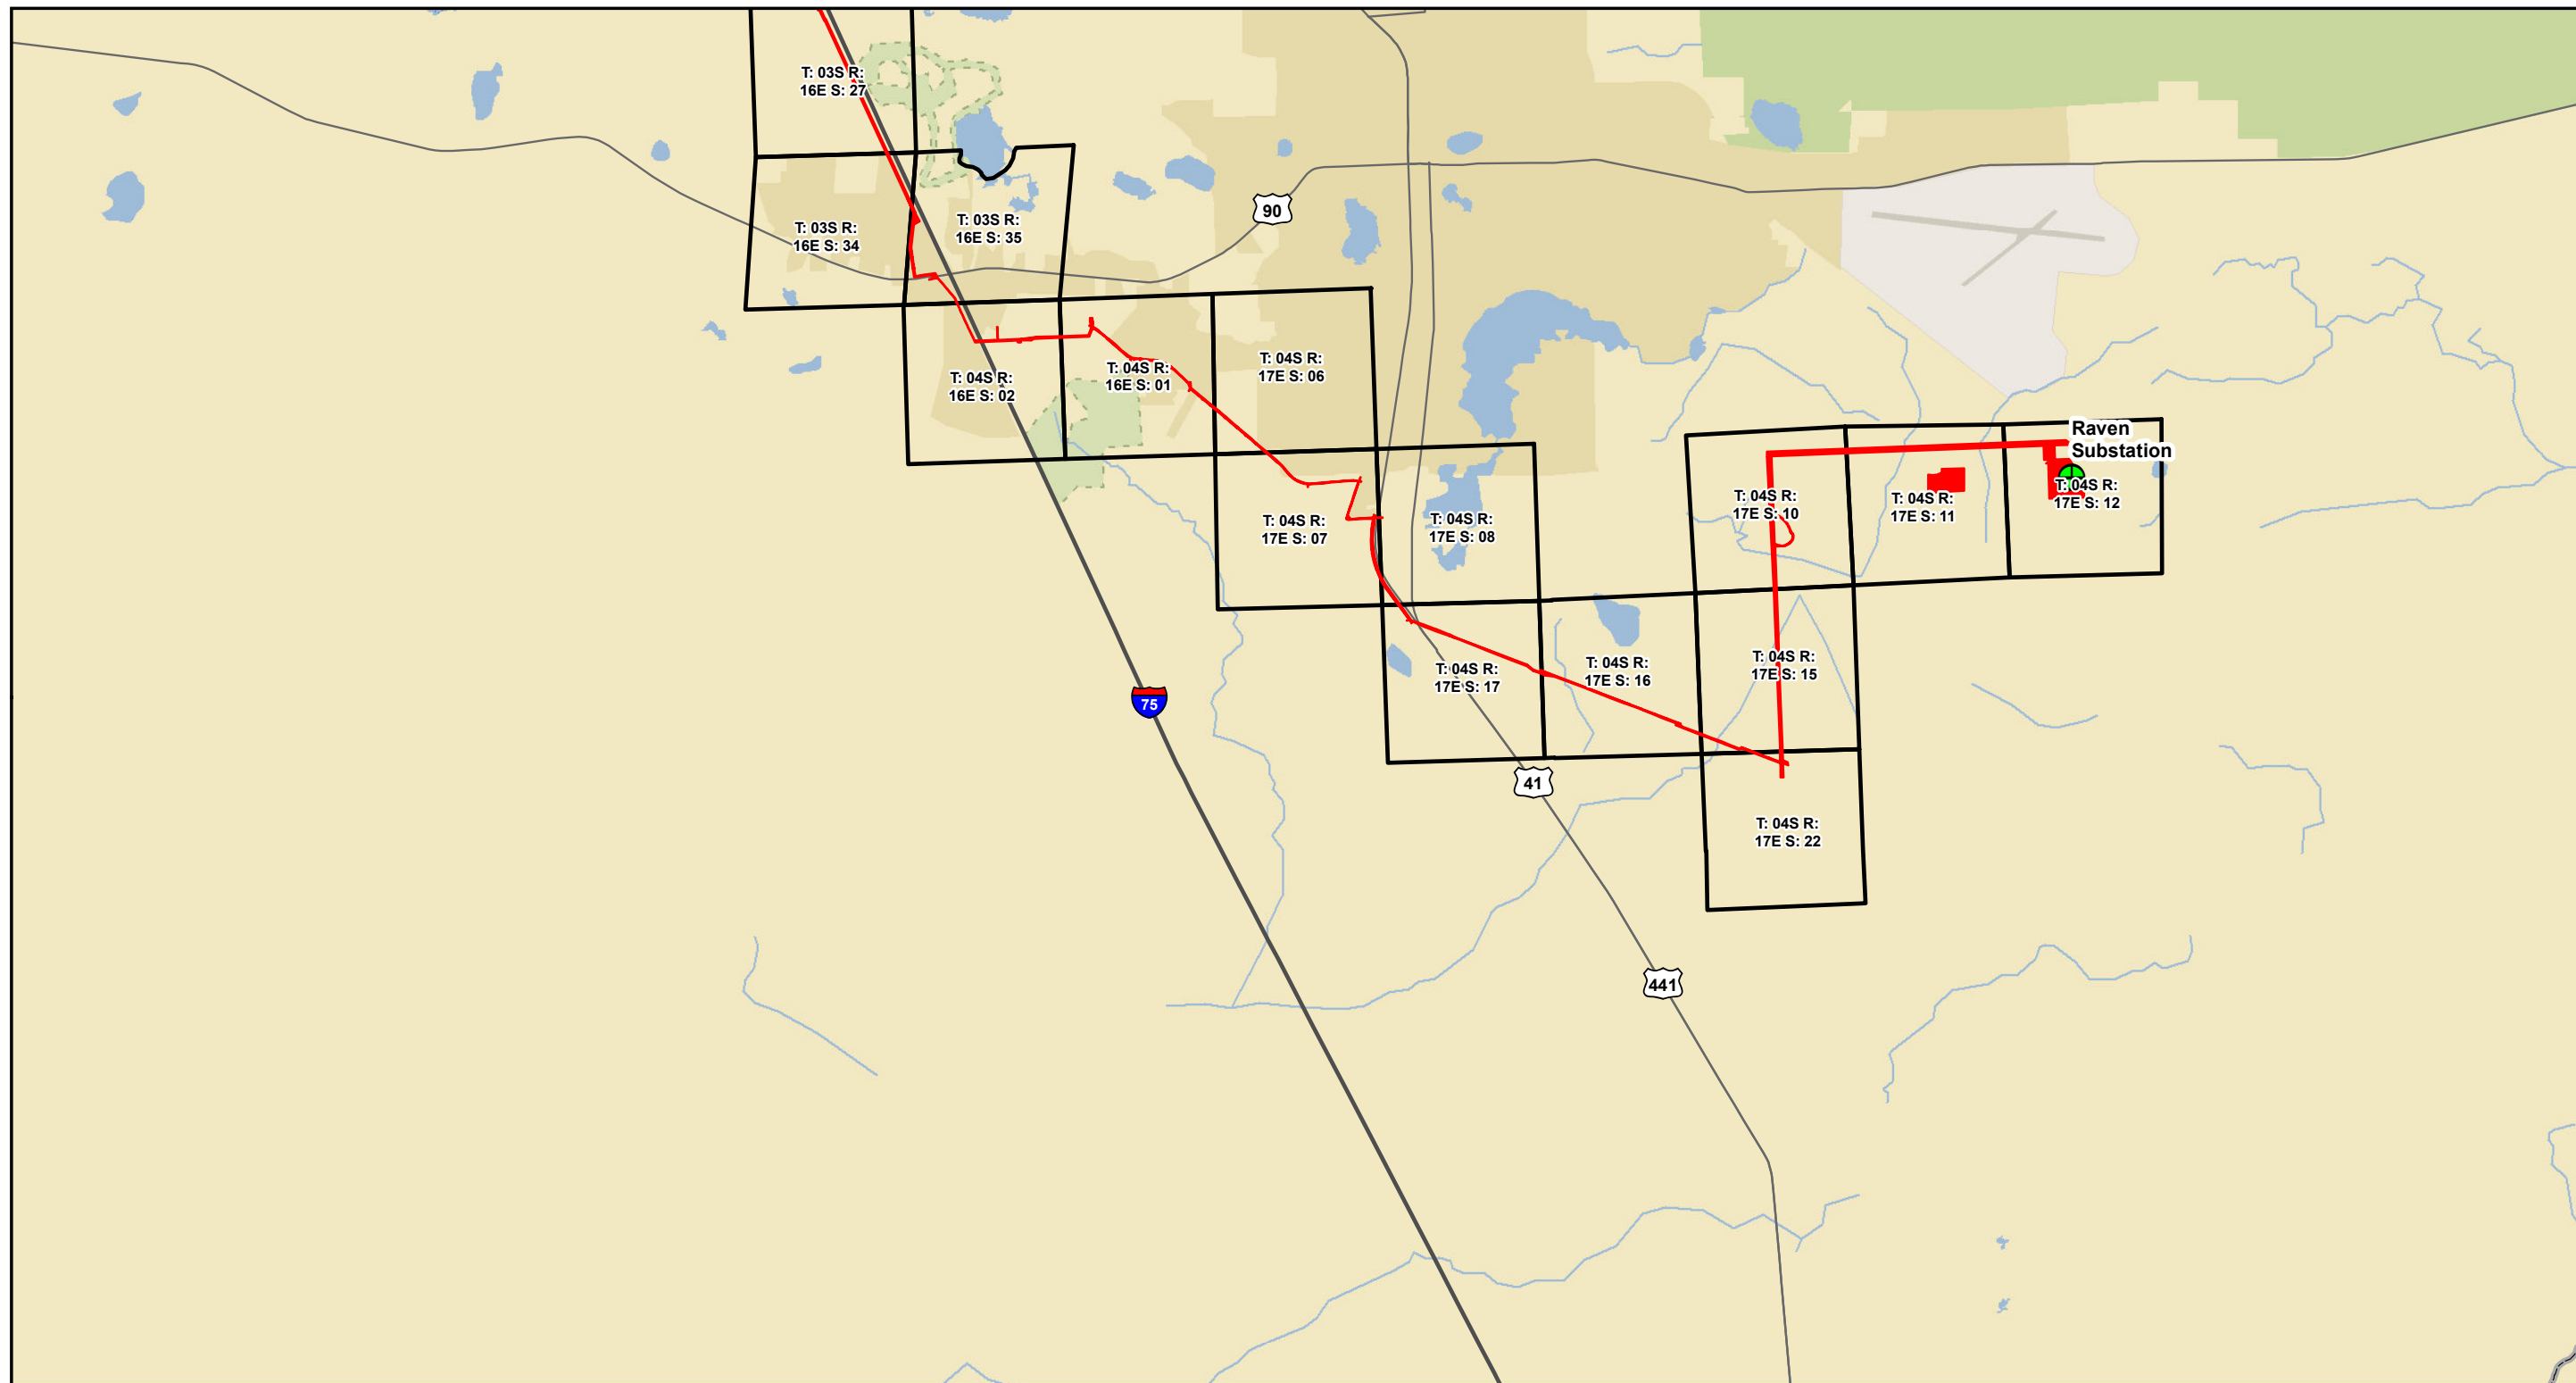 T: 03S R:
16E S: 27
T: 03S R:
16E S: 34
T: 03S R:
16E S: 35
90
T: 04S R:
16E S: 02
T: 04S R:
16E S: 01
T: 04S R:
17E S: 06
Raven
Substation
T: 04S R:
17E S: 07
T: 04S R:
17E S: 08
T: 04S R:
17E S: 10
T: 04S R:
17E S: 11
T: 04S R:
17E S: 12
75
T: 04S R:
17E S: 17
T: 04S R:
17E S: 16
T: 04S R:
17E S: 15
41
T: 04S R:
17E S: 22
441